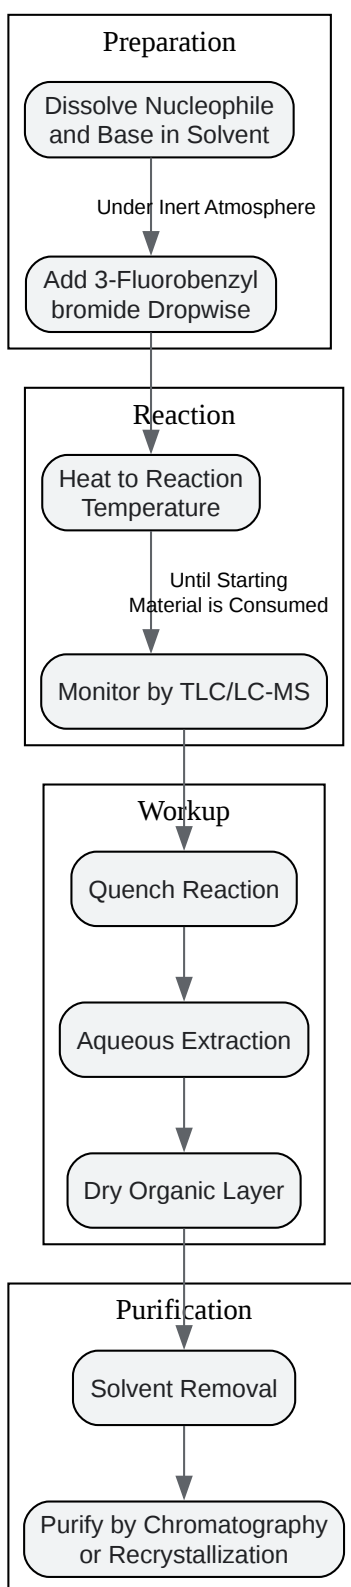 Preparation
Dissolve Nucleophile
and Base in Solvent
Under Inert Atmosphere
Add 3-Fluorobenzyl
bromide Dropwise
Reaction
Heat to Reaction
Temperature
Until Starting
Material is Consumed
Monitor by TLC/LC-MS
Workup
Quench Reaction
Aqueous Extraction
Dry Organic Layer
Purification
Solvent Removal
Purify by Chromatography
or Recrystallization